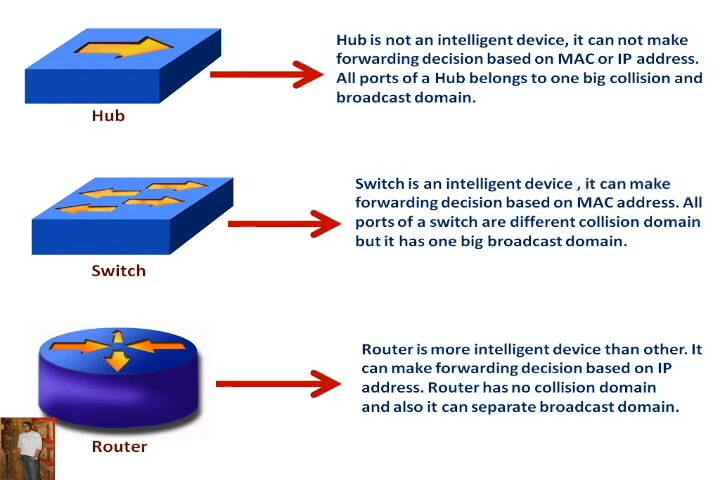 Hub is not an intelligent device, it can not make
forwarding decision based on MAC or IP address.
All ports of a Hub belongs to one big collision and
broadcast domain.
Hub
Switch is an intelligent device , it can make
forwarding decision based on MAC address. All
ports of a switch are different collision domain
but it has one big broadcast domain.
Switch
Router is more intelligent device than other. It
can make forwarding decision based on IP
address. Router has no collision domain
and also it can separate broadcast domain.
Router